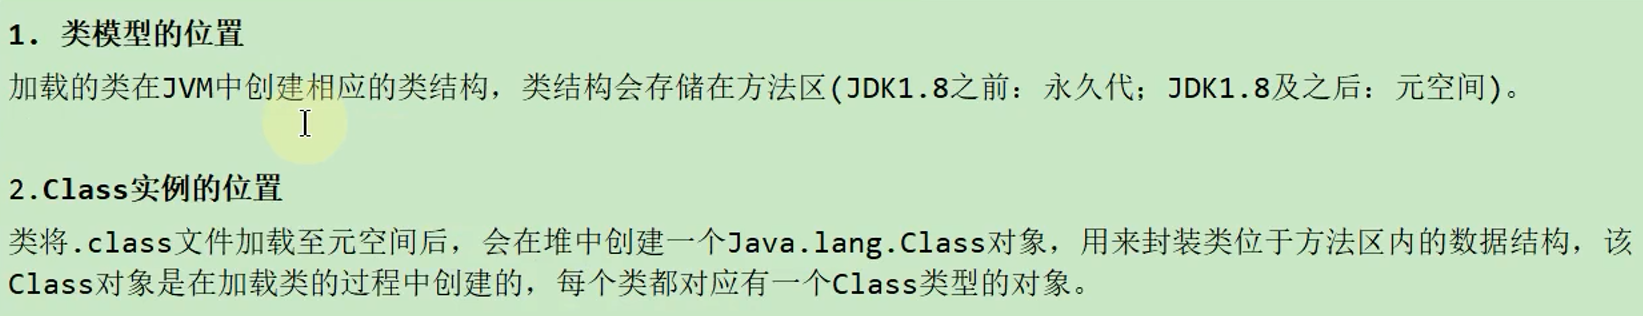 1. 类模型的位置
加载的类在JVM中创建相应的类结构，类结构会存储在方法区(JDK1.8之前：永久代；JDK1.8及之后：元空间)。
2.Class实例的位置
类将.class文件加载至元空间后，会在堆中创建一个Java.lang.Class对象，用来封装类位于方法区内的数据结构，该
Class对象是在加载类的过程中创建的，每个类都对应有一个Class类型的对象。